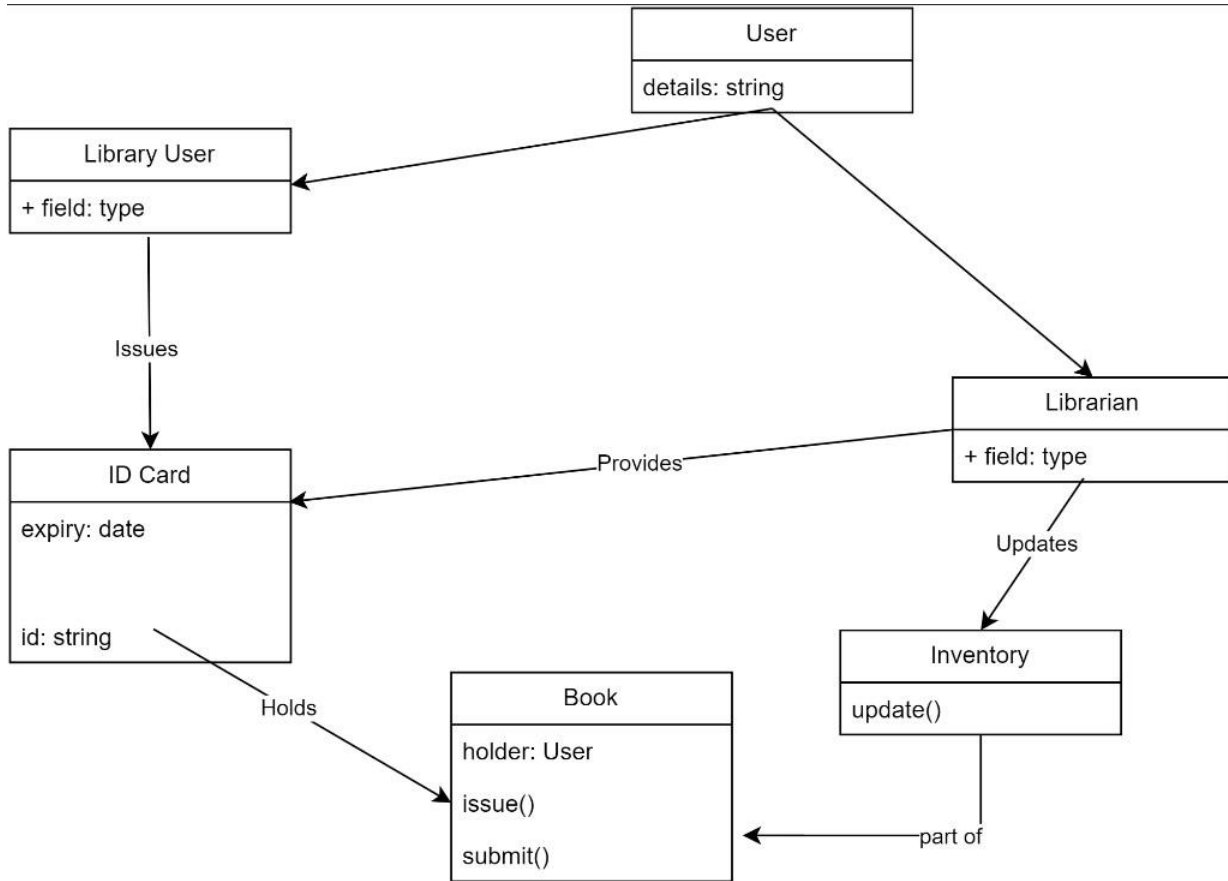 User
details: string
Library User
+ field: type
Issues
Librarian
+ field: type
Provides
ID Card
expiry: date
id: string
Updates
Inventory
update()
Holds
Book
holder: User
issue()
submit()
part of